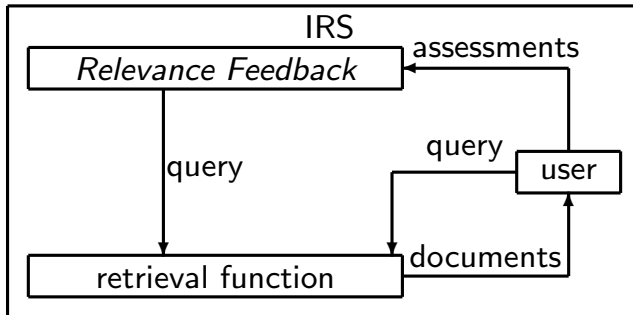 IRS
assessments
Relevance Feedback
query
query
user
documents
retrieval function